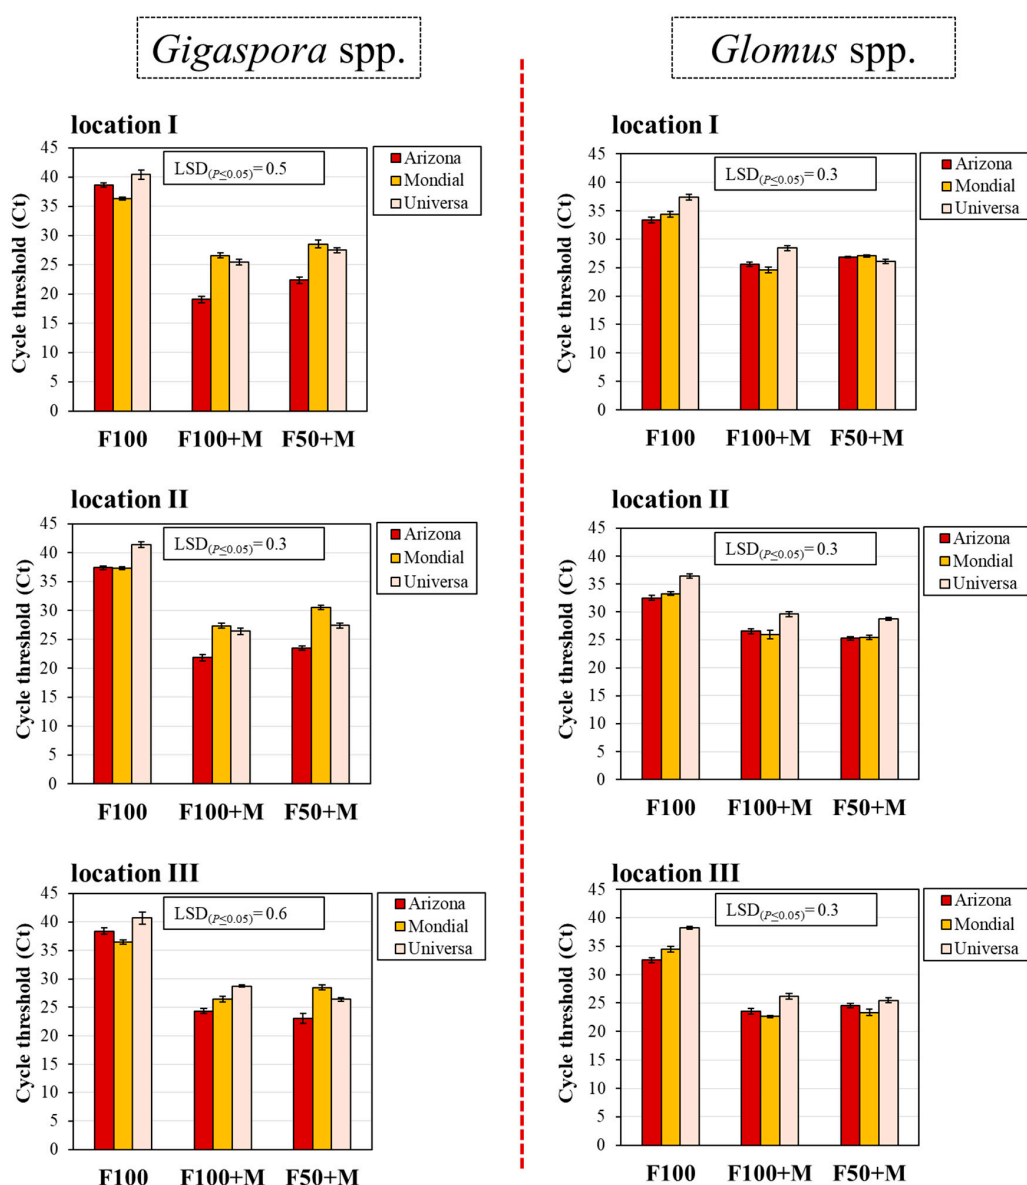 Gigaspora spp.
Glomus spp.
location I
LSD(P≤0.05)= 0.5
Arizona
Mondial
Universa
Cycle threshold (Ct)
45
40
35
30
25
20
15
10
5
0
F100 F100+M F50+M
location I
LSD(P≤0.05)= 0.3
Arizona
Mondial
Universa
Cycle threshold (Ct)
45
40
35
30
25
20
15
10
5
0
F100 F100+M F50+M
location II
LSD(P≤0.05)= 0.3
Arizona
Mondial
Universa
Cycle threshold (Ct)
45
40
35
30
25
20
15
10
5
0
F100 F100+M F50+M
location II
LSD(P≤0.05)= 0.3
Arizona
Mondial
Universa
Cycle threshold (Ct)
45
40
35
30
25
20
15
10
5
0
F100 F100+M F50+M
location III
LSD(P≤0.05)= 0.6
Arizona
Mondial
Universa
Cycle threshold (Ct)
45
40
35
30
25
20
15
10
5
0
F100 F100+M F50+M
location III
LSD(P≤0.05)= 0.3
Arizona
Mondial
Universa
Cycle threshold (Ct)
45
40
35
30
25
20
15
10
5
0
F100 F100+M F50+M